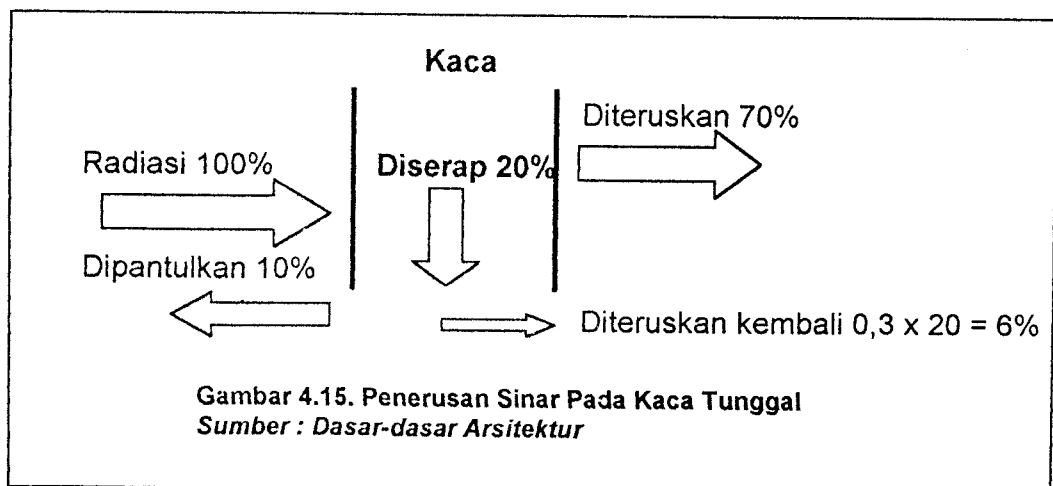 Kaca
Diteruskan 70%
Radiasi 100%
Diserap 20%
Dipantulkan 10%
Diteruskan kembali 0,3 x 20 = 6%
Gambar 4.15. Penerusan Sinar Pada Kaca Tunggal
Sumber : Dasar-dasar Arsitektur